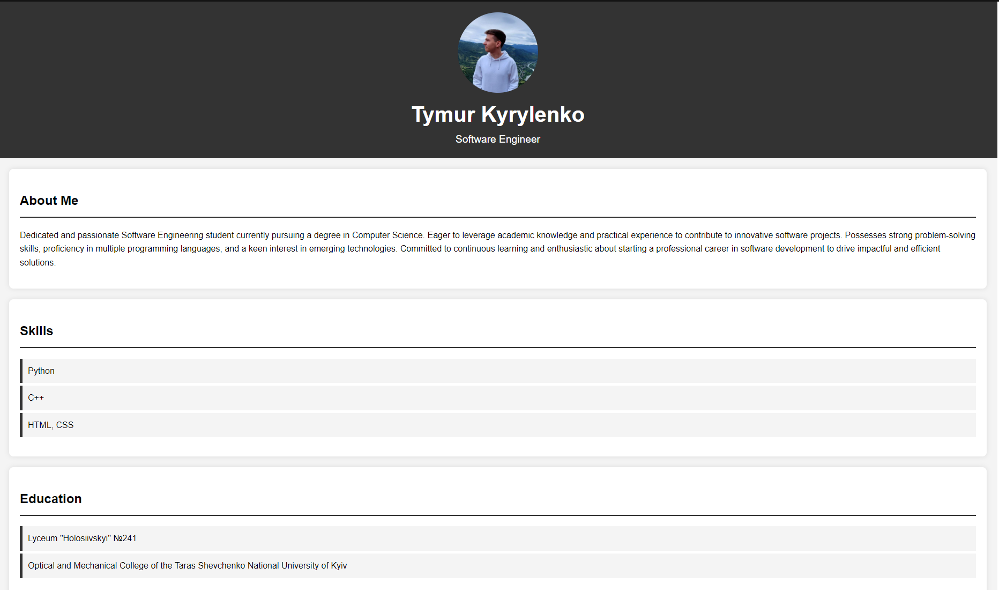 Tymur Kyrylenko
Software Engineer
About Me
Dedicated and passionate Software Engineering student currently pursuing a degree in Computer Science. Eager to leverage academic knowledge and practical experience to contribute to innovative software projects. Possesses strong problem-solving
skills, proficiency in multiple programming languages, and a keen interest in emerging technologies. Committed to continuous learning and enthusiastic about starting a professional career in software development to drive impactful and efficient
solutions.
Skills
Python
C++
HTML, CSS
Education
Lyceum "Holosiivskyi" №241
Optical and Mechanical College of the Taras Shevchenko National University of Kyiv